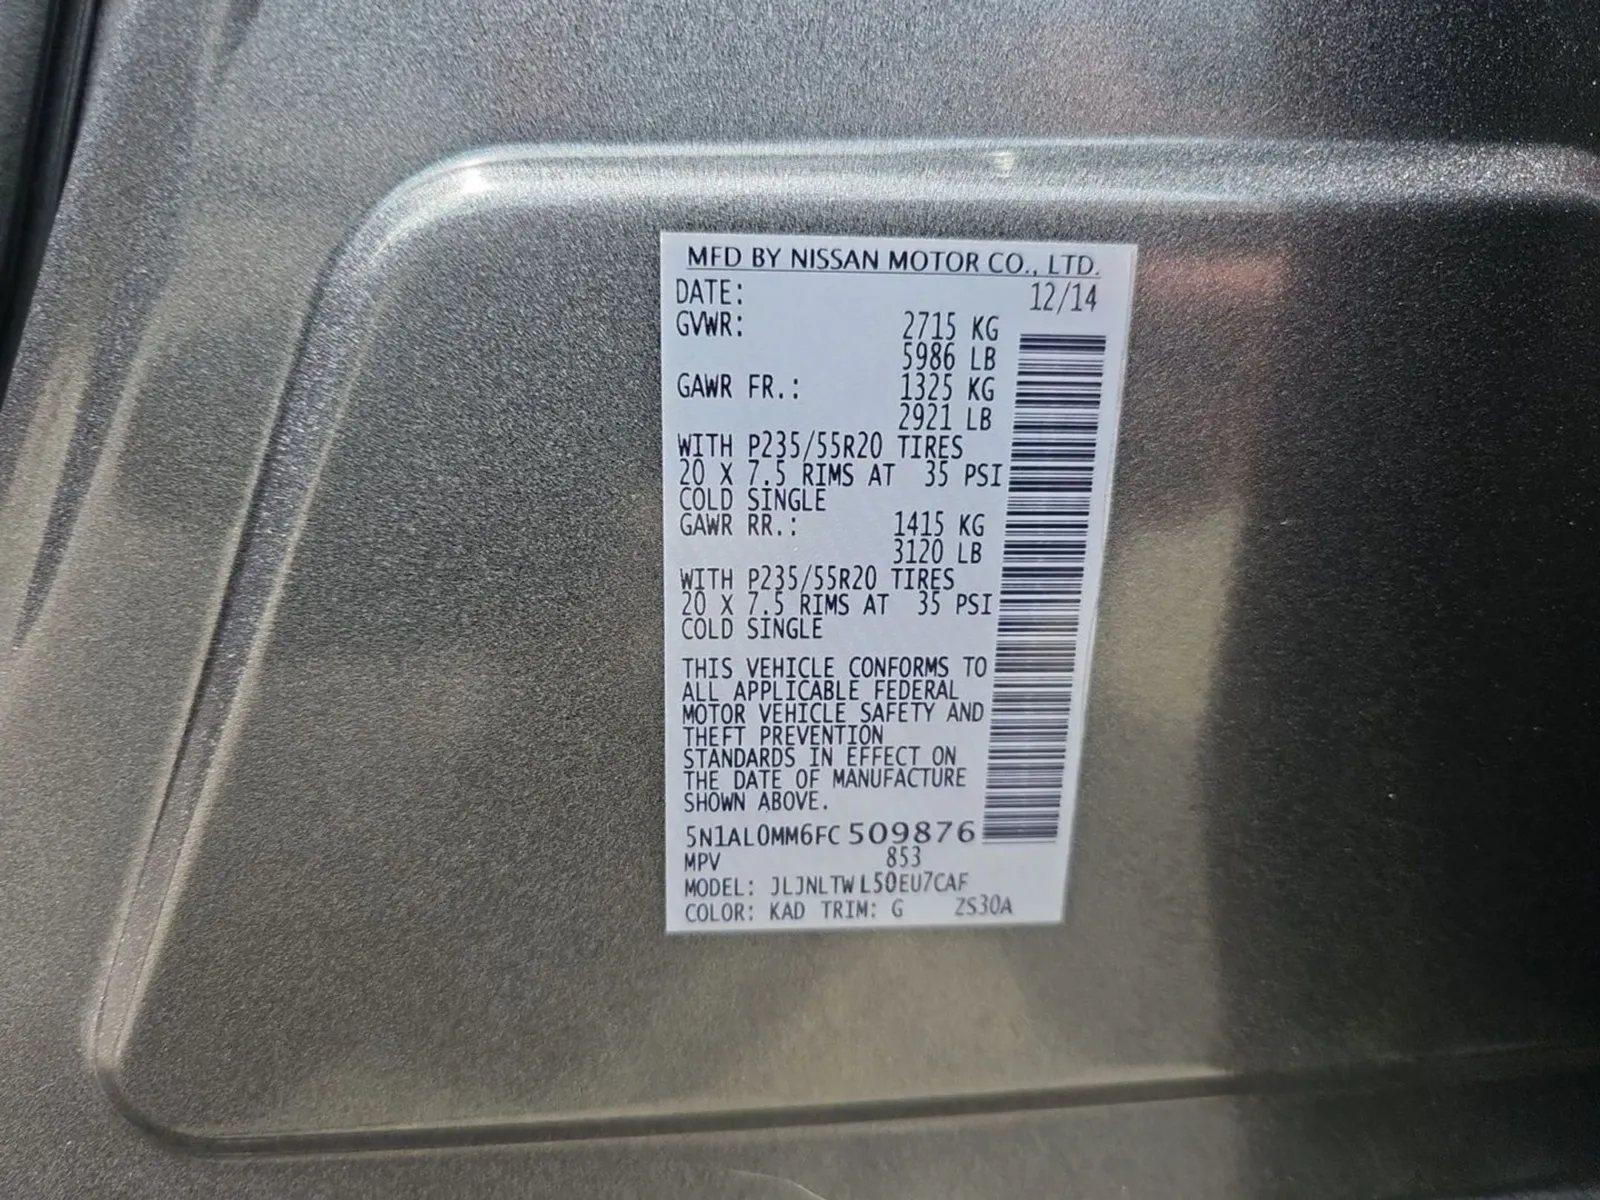 MFD BY NISSAN MOTOR CO., LTD.
DATE: 12/14
GVWR: 2715 KG
5986 LB
GAWR FR.: 1325 KG
2921 LB
WITH P235/55R20 TIRES
20 X 7.5 RIMS AT 35 PSI
COLD SINGLE
GAWR RR.: 1415 KG
3120 LB
WITH P235/55R20 TIRES
20 X 7.5 RIMS AT 35 PSI
COLD SINGLE
THIS VEHICLE CONFORMS TO
ALL APPLICABLE FEDERAL
MOTOR VEHICLE SAFETY AND
THEFT PREVENTION
STANDARDS IN EFFECT ON
THE DATE OF MANUFACTURE
SHOWN ABOVE.
5N1AL0MM6FC509876
MPV 853
MODEL: JLJNLTWL50EU7CAF
COLOR: KAD TRIM: G ZS30A